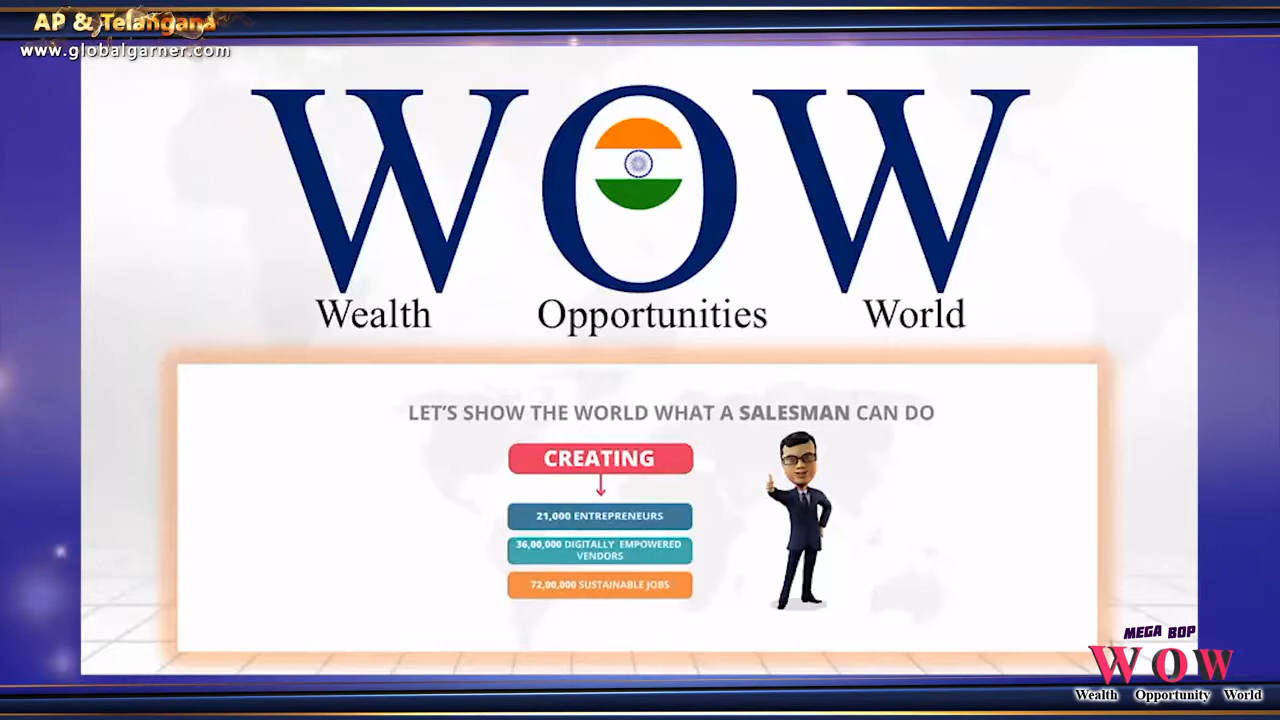 AP & Telangana
www.globalgarner.com
WOW
Wealth Opportunities World
LET'S SHOW THE WORLD WHAT A SALESMAN CAN DO
CREATING
21,000 ENTREPRENEURS
36,00,000 DIGITALLY EMPOWERED
VENDORS
72,00,000 SUSTAINABLE JOBS
MEGA BOP
WOW
Wealth Opportunity World